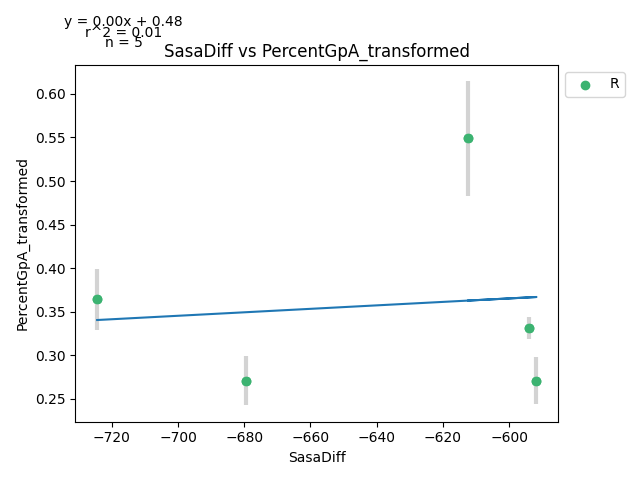 y = 0.00x + 0.48
r^2 = 0.01
n = 5
SasaDiff vs PercentGpA_transformed
R
PercentGpA_transformed
0.60
0.55
0.50
0.45
0.40
0.35
0.30
0.25
−720 −700 −680 −660 −640 −620 −600
SasaDiff